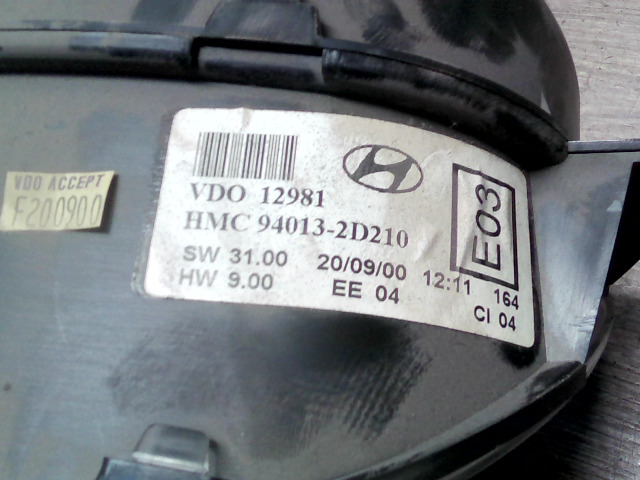 VDO ACCEPT
F200900
VDO 12981
HMC 94013-2D210
SW 31.00 20/09/00 12:11 164
HW 9.00 EE 04 CI 04
E03